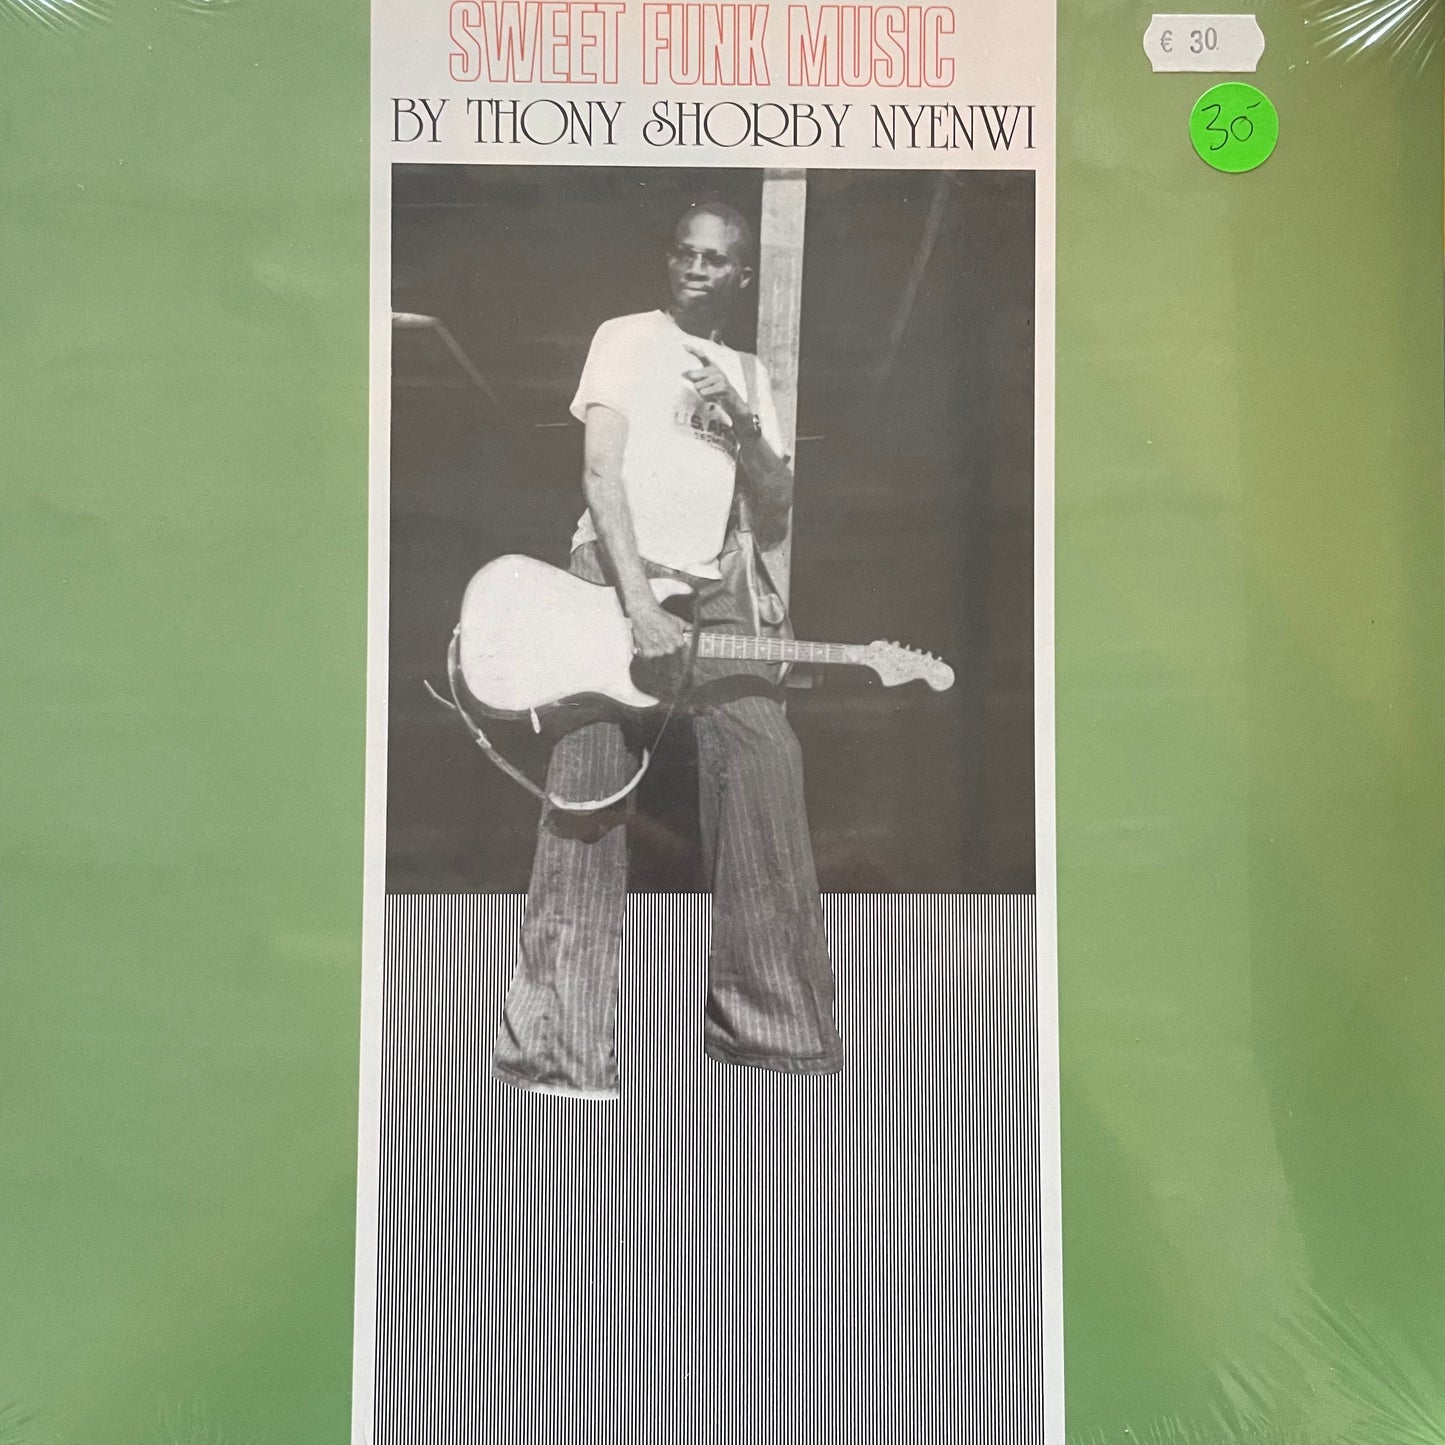 SWEET FUNK MUSIC
BY THONY SHORBY NYENWI
€ 30
30
U.S.